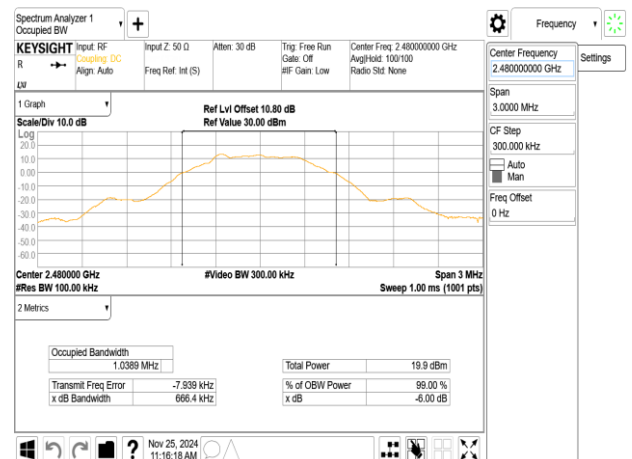 Spectrum Analyzer 1
Occupied BW
Frequency
KEYSIGHT
R
LXI
Input: RF
Coupling: DC
Align: Auto
Input Z: 50 Ω
Freq Ref: Int (S)
Atten: 30 dB
Trig: Free Run
Gate: Off
#IF Gain: Low
Center Freq: 2.480000000 GHz
Avg|Hold: 100/100
Radio Std: None
Center Frequency
2.480000000 GHz
Settings
Span
3.0000 MHz
CF Step
300.000 kHz
Auto
Man
Freq Offset
0 Hz
1 Graph
Scale/Div 10.0 dB
Ref Lvl Offset 10.80 dB
Ref Value 30.00 dBm
Log
20.0
10.0
0.00
-10.0
-20.0
-30.0
-40.0
-50.0
-60.0
Center 2.480000 GHz
#Res BW 100.00 kHz
#Video BW 300.00 kHz
Span 3 MHz
Sweep 1.00 ms (1001 pts)
2 Metrics
Occupied Bandwidth
1.0389 MHz
Transmit Freq Error -7.939 kHz
x dB Bandwidth 666.4 kHz
Total Power 19.9 dBm
% of OBW Power 99.00 %
x dB -6.00 dB
?
Nov 25, 2024
11:16:18 AM